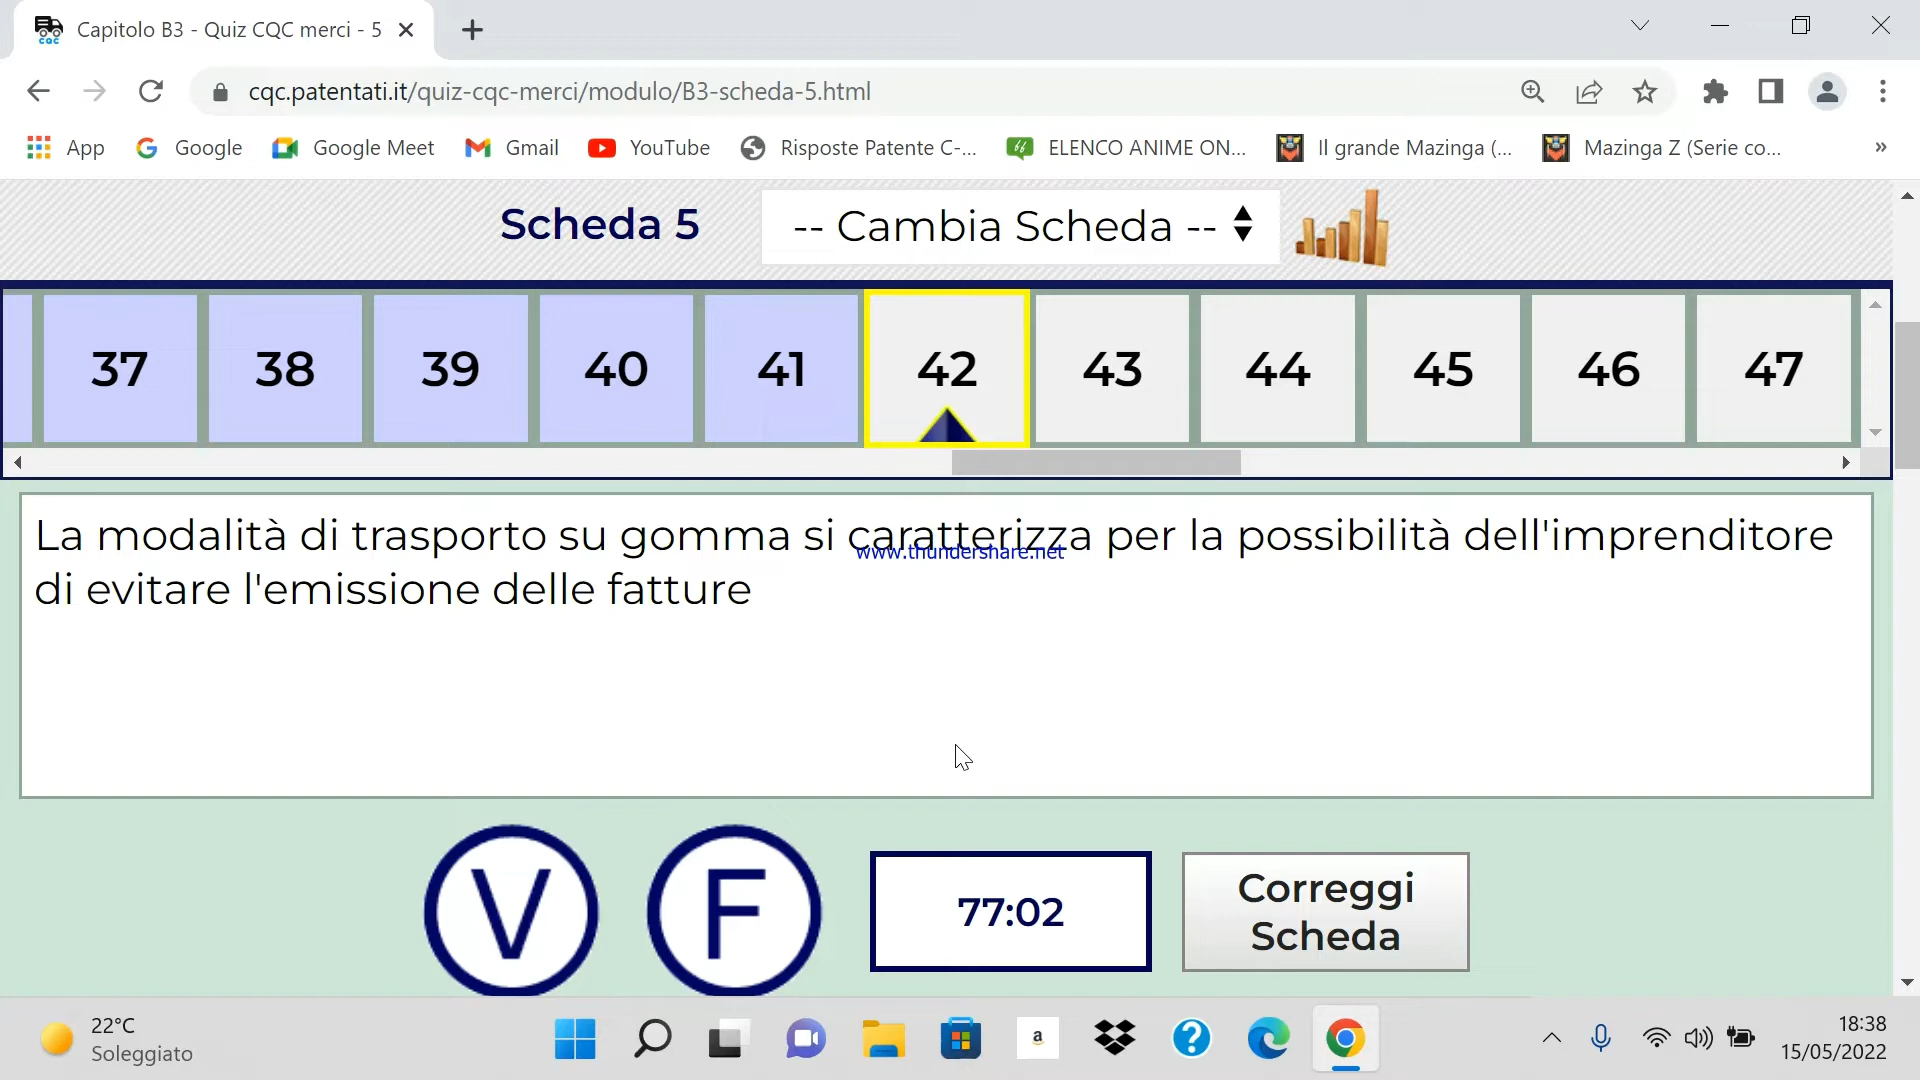 Capitolo B3 - Quiz CQC merci - 5
cqc.patentati.it/quiz-cqc-merci/modulo/B3-scheda-5.html
App Google Google Meet Gmail YouTube Risposte Patente C-... ELENCO ANIME ON... Il grande Mazinga (... Mazinga Z (Serie co... »
Scheda 5 -- Cambia Scheda --
37 38 39 40 41 42 43 44 45 46 47
La modalità di trasporto su gomma si caratterizza per la possibilità dell'imprenditore
www.thundershare.net
di evitare l'emissione delle fatture
V F 77:02 Correggi
Scheda
22°C
Soleggiato
a
?
18:38
15/05/2022